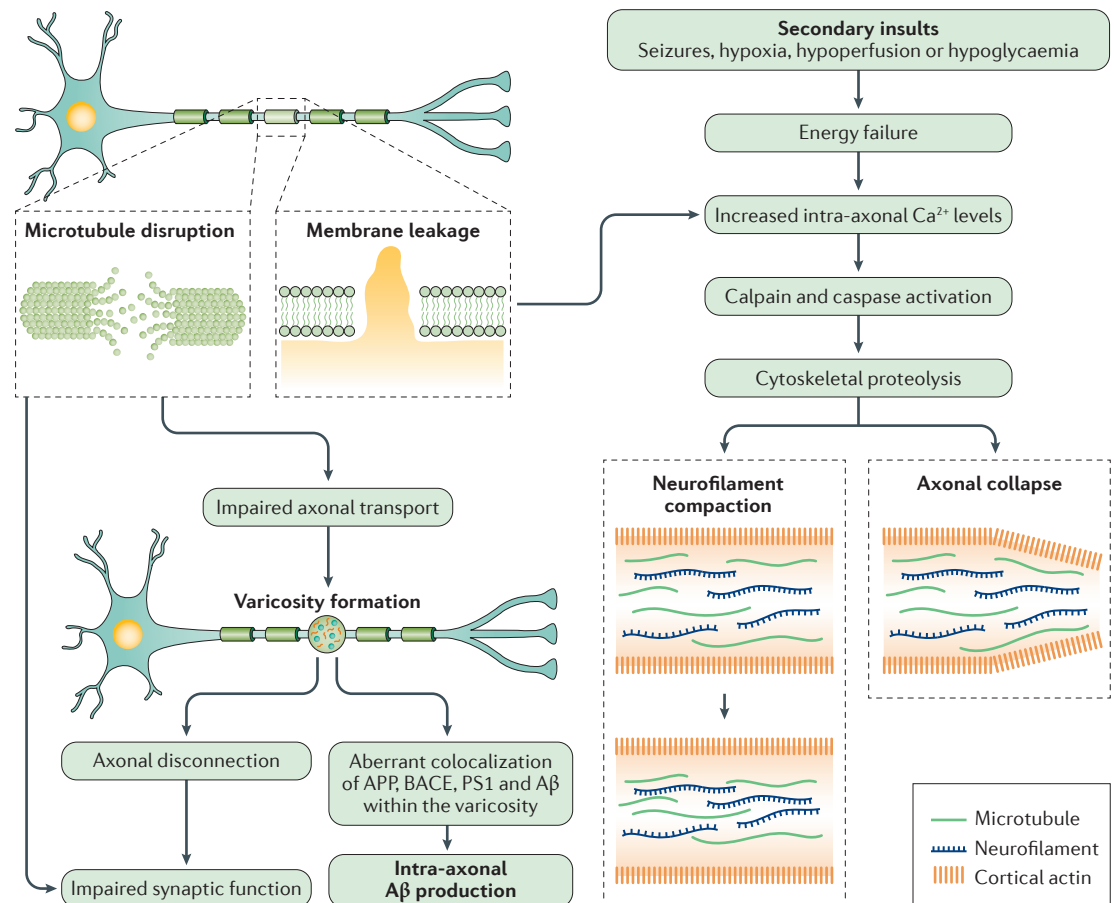 Secondary insults
Seizures, hypoxia, hypoperfusion or hypoglycaemia
Energy failure
Increased intra-axonal Ca²⁺ levels
Calpain and caspase activation
Cytoskeletal proteolysis
Microtubule disruption
Membrane leakage
Impaired axonal transport
Varicosity formation
Axonal disconnection
Impaired synaptic function
Aberrant colocalization
of APP, BACE, PS1 and Aβ
within the varicosity
Intra-axonal
Aβ production
Neurofilament
compaction
Axonal collapse
Microtubule
Neurofilament
Cortical actin